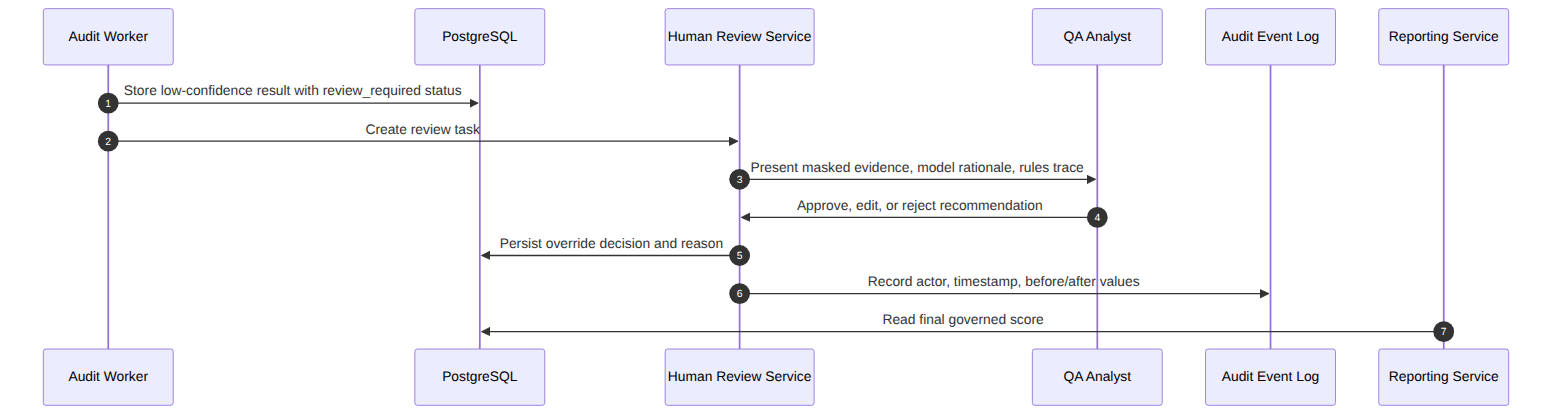 Audit Worker
PostgreSQL
Human Review Service
QA Analyst
Audit Event Log
Reporting Service
Store low-confidence result with review_required status
1
Create review task
2
Present masked evidence, model rationale, rules trace
3
Approve, edit, or reject recommendation
4
Persist override decision and reason
5
Record actor, timestamp, before/after values
6
Read final governed score
7
Audit Worker
PostgreSQL
Human Review Service
QA Analyst
Audit Event Log
Reporting Service